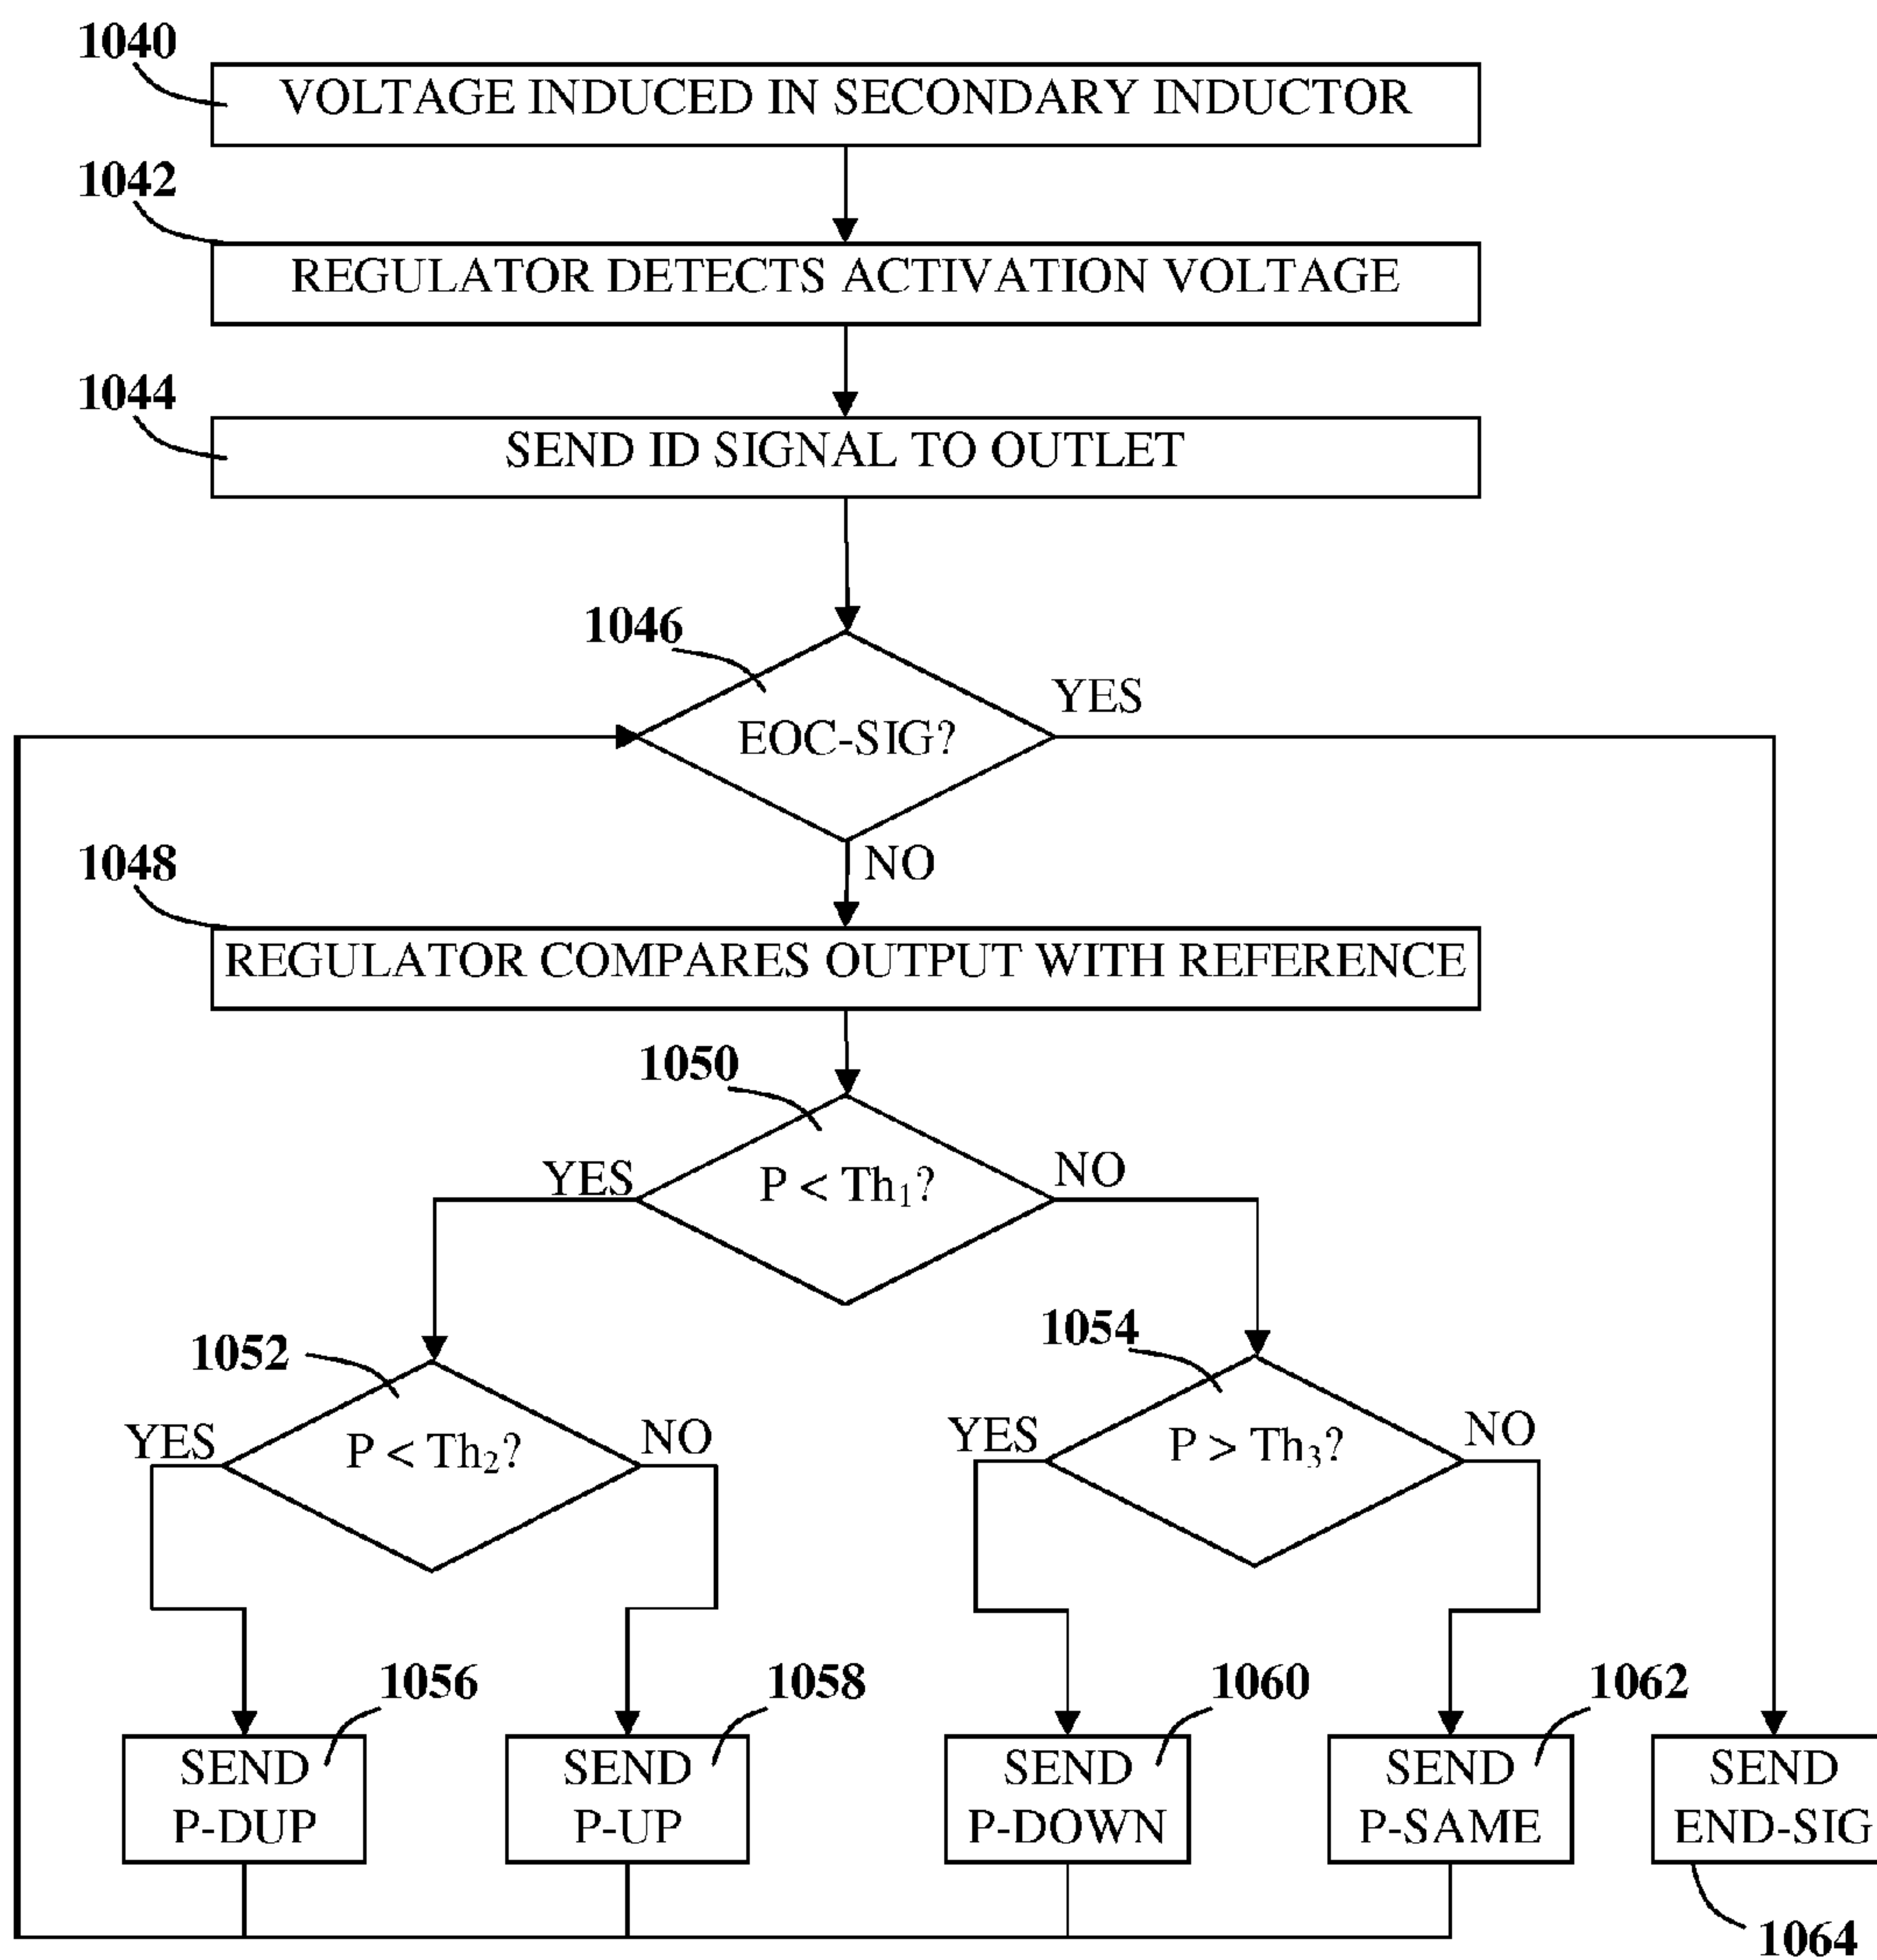 1040
VOLTAGE INDUCED IN SECONDARY INDUCTOR
1042
REGULATOR DETECTS ACTIVATION VOLTAGE
1044
SEND ID SIGNAL TO OUTLET
1046
YES
EOC-SIG?
NO
1048
REGULATOR COMPARES OUTPUT WITH REFERENCE
1050
YES
P < Th₁?
NO
1052
1054
YES
P < Th₂?
NO
YES
P > Th₃?
NO
1056
1058
1060
1062
SEND
P-DUP
SEND
P-UP
SEND
P-DOWN
SEND
P-SAME
SEND
END-SIG
1064